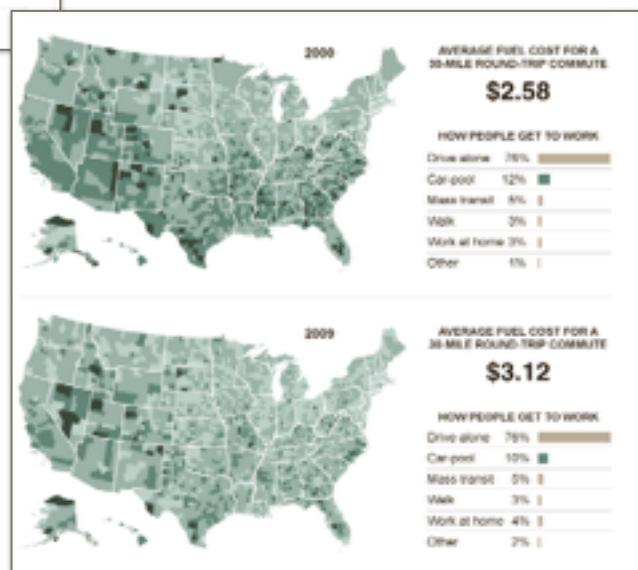 2000
AVERAGE FUEL COST FOR A
30-MILE ROUND-TRIP COMMUTE
$2.58
HOW PEOPLE GET TO WORK
Drive alone 76%
Car-pool 12%
Mass transit 5%
Walk 3%
Work at home 3%
Other 1%
2009
AVERAGE FUEL COST FOR A
30-MILE ROUND-TRIP COMMUTE
$3.12
HOW PEOPLE GET TO WORK
Drive alone 76%
Car-pool 10%
Mass transit 5%
Walk 3%
Work at home 4%
Other 2%